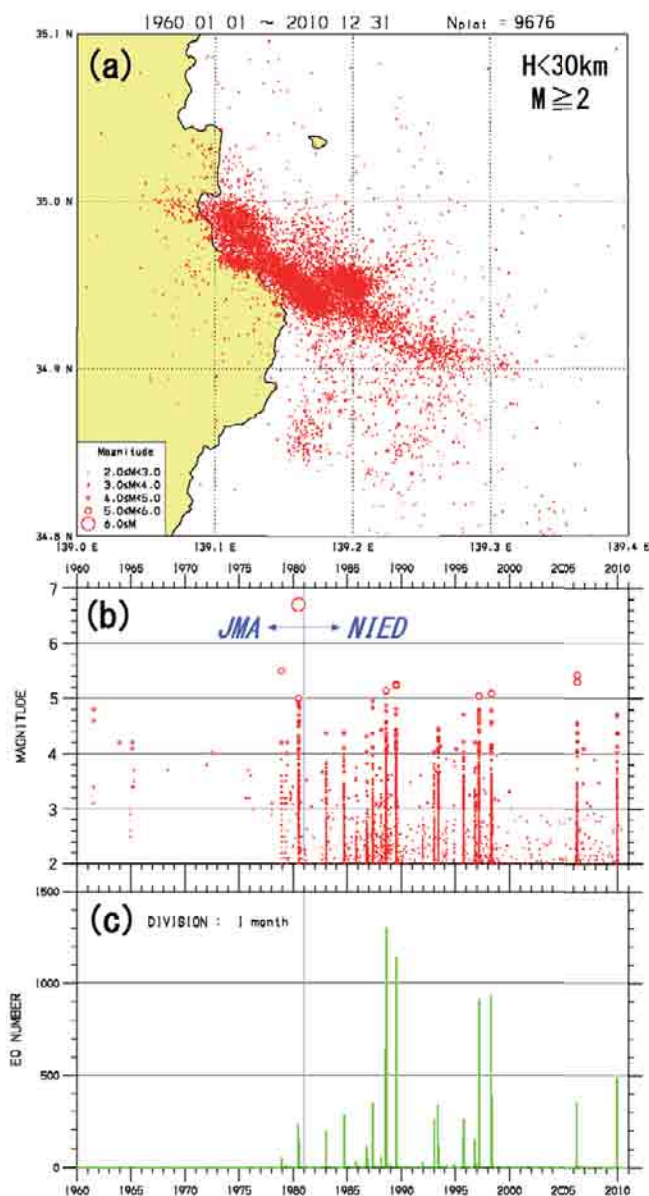 1960 01 01 ~ 2010 12 31 Nplot = 9676
35.1 N
(a)
H<30km
M≧2
35.0 N
34.9 N
Magnitude
2.0≤M<3.0
3.0≤M<4.0
4.0≤M<5.0
5.0≤M<6.0
6.0≤M
34.8 N
139.0 E 139.1 E 139.2 E 139.3 E 139.4 E
1960 1965 1970 1975 1980 1985 1990 1995 2000 2005 2010
7
(b)
JMA NIED
6
5
MAGNITUDE
4
3
2
1500
(c) DIVISION : 1 month
1000
EQ NUMBER
500
0
1960 1965 1970 1975 1980 1985 1990 1995 2000 2005 2010